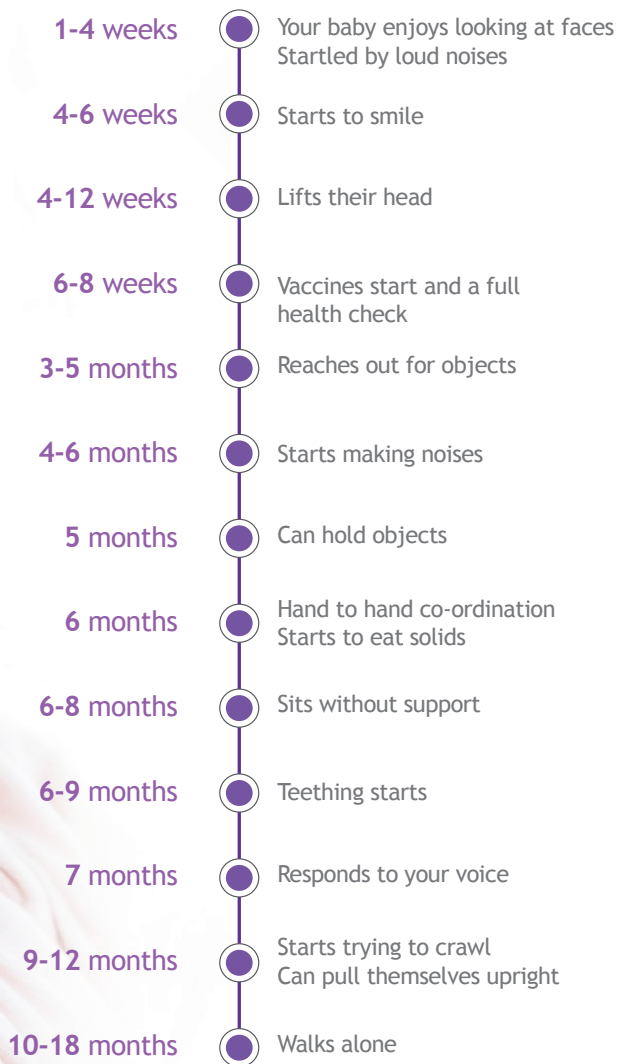 1-4 weeks
Your baby enjoys looking at faces
Startled by loud noises
4-6 weeks
Starts to smile
4-12 weeks
Lifts their head
6-8 weeks
Vaccines start and a full
health check
3-5 months
Reaches out for objects
4-6 months
Starts making noises
5 months
Can hold objects
6 months
Hand to hand co-ordination
Starts to eat solids
6-8 months
Sits without support
6-9 months
Teething starts
7 months
Responds to your voice
9-12 months
Starts trying to crawl
Can pull themselves upright
10-18 months
Walks alone